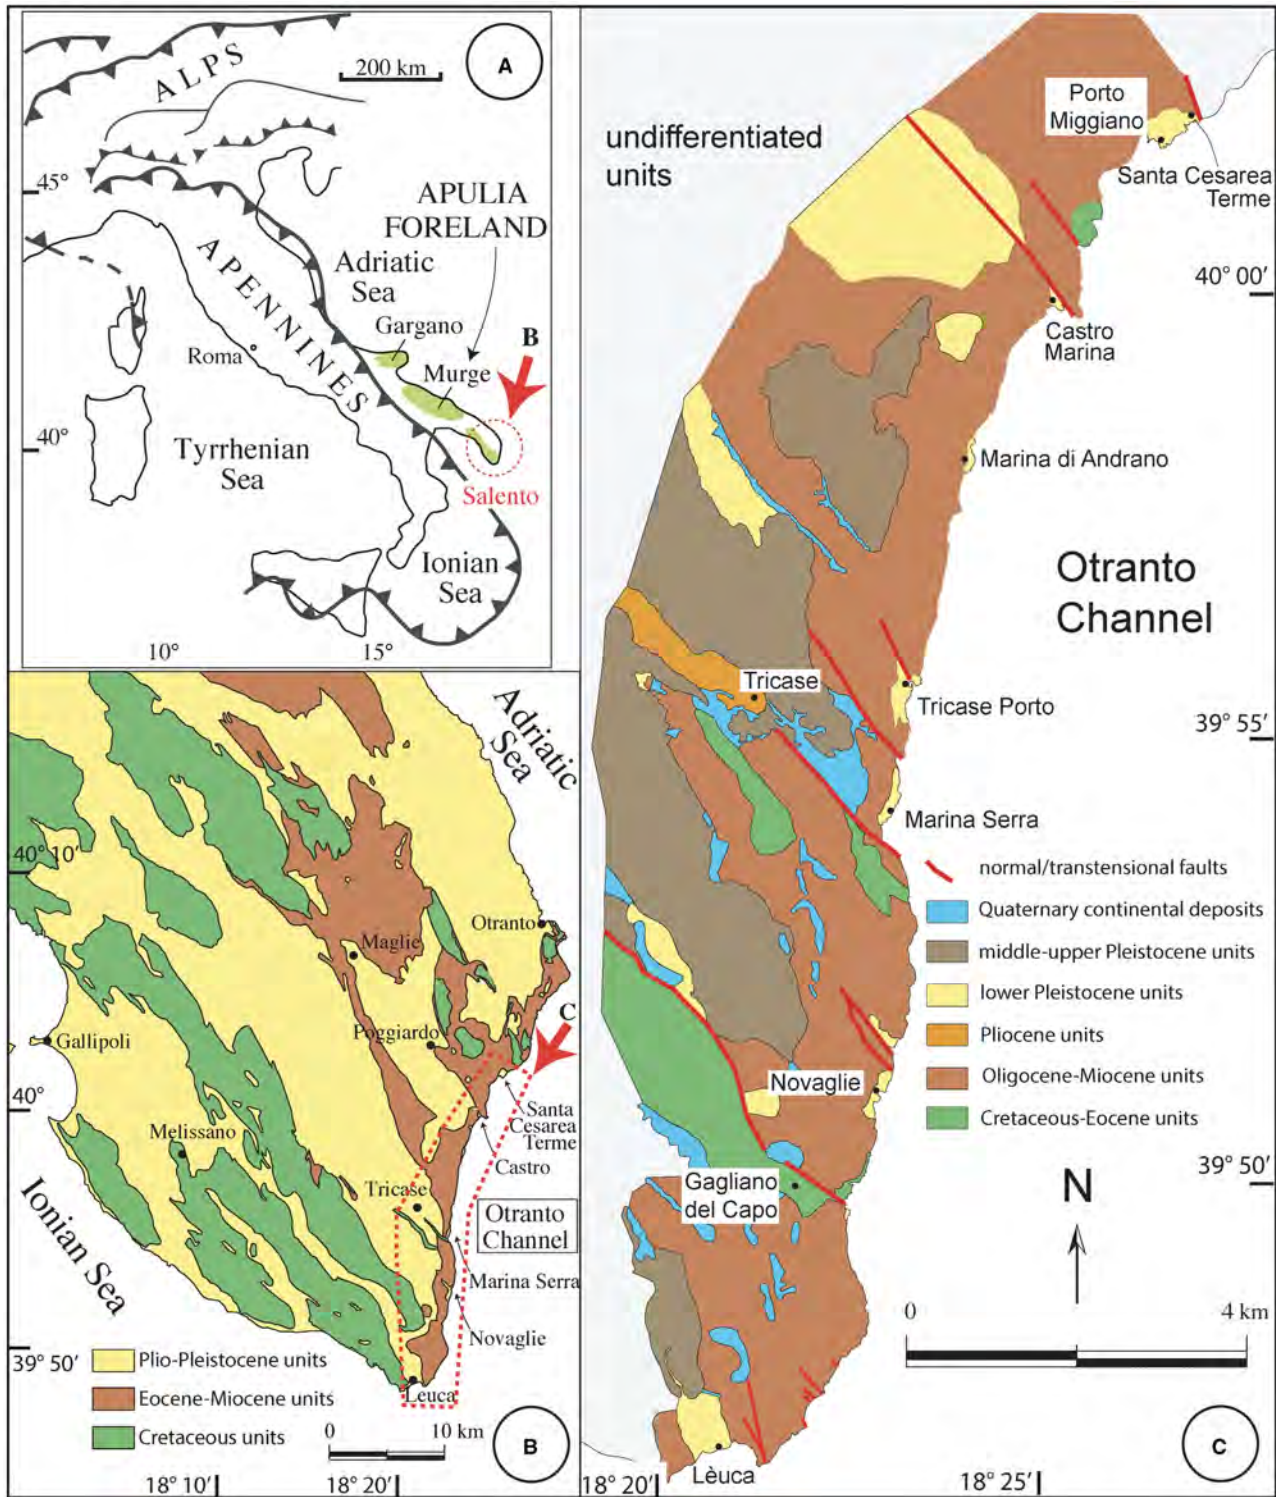 A
200 km
ALPS
45°
APULIA
FORELAND
Adriatic
Sea
APENNINES
Gargano
Roma
Murge
B
40°
Tyrrhenian
Sea
Salento
Ionian
Sea
10°
15°
Adriatic
Sea
40° 10′
Otranto
Maglie
Gallipoli
Poggiardo
C
40°
Santa
Cesarea
Terme
Melissano
Castro
Tricase
Otranto
Channel
Ionian Sea
Marina Serra
Novaglie
39° 50′
Leuca
Plio-Pleistocene units
Eocene-Miocene units
Cretaceous units
0
10 km
B
18° 10′
18° 20′
undifferentiated
units
Porto
Miggiano
Santa Cesarea
Terme
40° 00′
Castro
Marina
Marina di Andrano
Otranto
Channel
Tricase
Tricase Porto
39° 55′
Marina Serra
normal/transtensional faults
Quaternary continental deposits
middle-upper Pleistocene units
lower Pleistocene units
Pliocene units
Oligocene-Miocene units
Cretaceous-Eocene units
Novaglie
39° 50′
Gagliano
del Capo
N
0
4 km
Lèuca
C
18° 20′
18° 25′